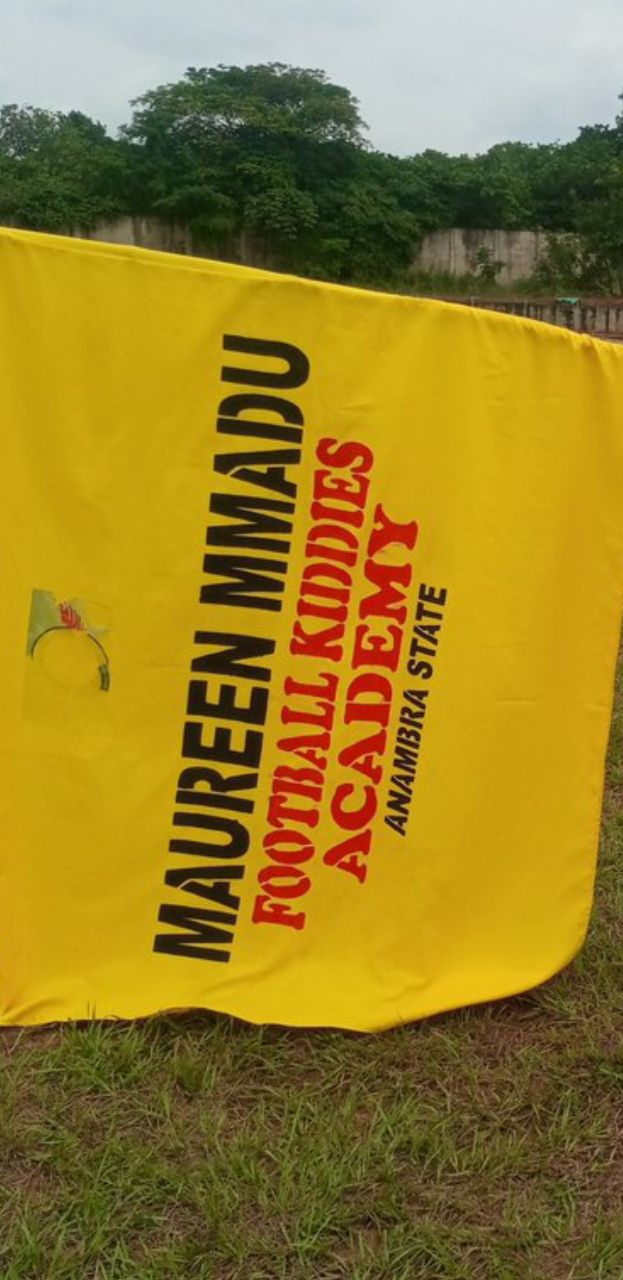 MAUREEN MMADU
FOOTBALL KIDDIES
ACADEMY
ANAMBRA STATE